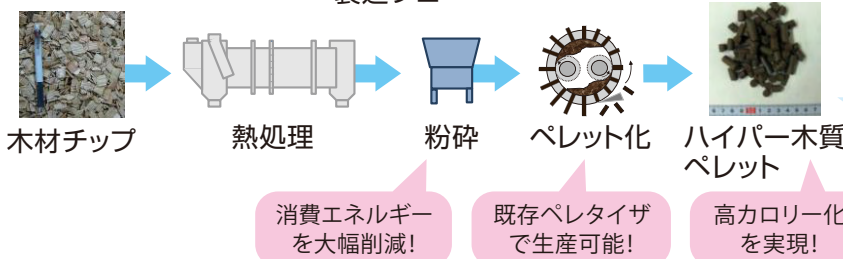 木材チップ
熱処理
粉砕
ペレット化
ハイパー木質
ペレット
消費エネルギー
を大幅削減!
既存ペレタイザ
で生産可能!
高カロリー化
を実現!